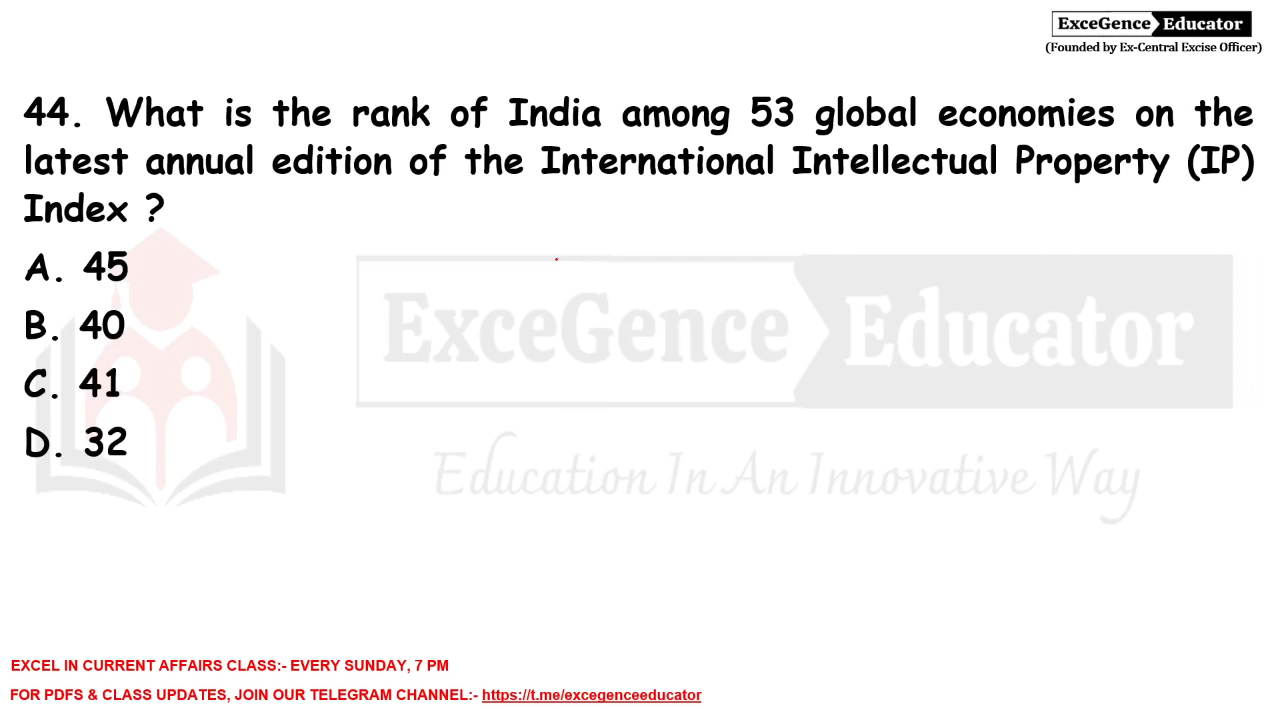 ExceGence Educator
(Founded by Ex-Central Excise Officer)
44. What is the rank of India among 53 global economies on the
latest annual edition of the International Intellectual Property (IP)
Index ?
A. 45
B. 40
C. 41
D. 32
ExceGence Educator
Education In An Innovative Way
EXCEL IN CURRENT AFFAIRS CLASS:- EVERY SUNDAY, 7 PM
FOR PDFS & CLASS UPDATES, JOIN OUR TELEGRAM CHANNEL:- https://t.me/excegenceeducator